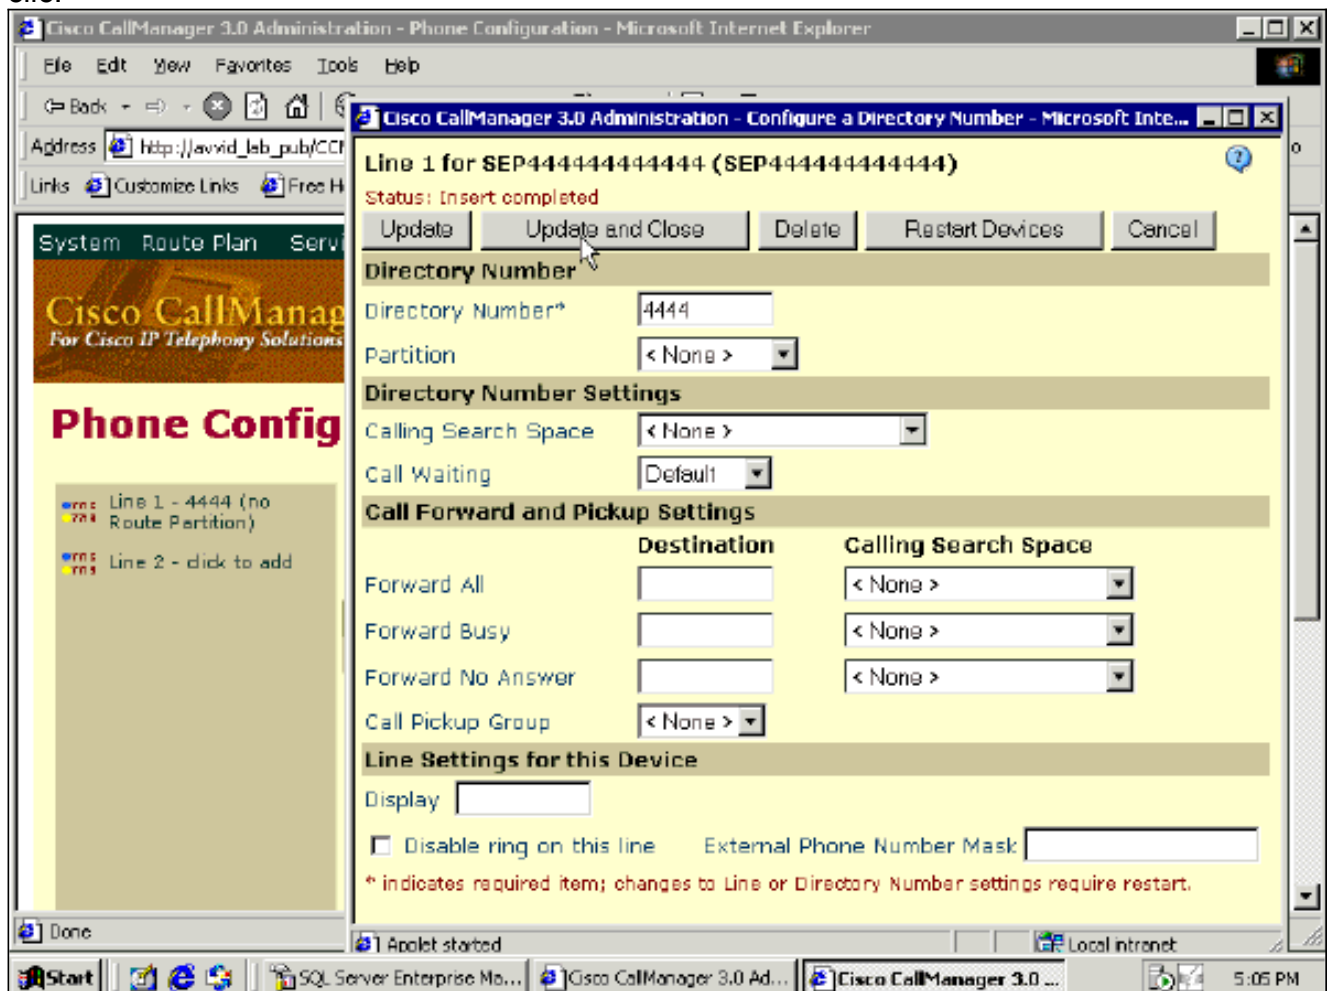 Cisco CallManager 3.0 Administration - Phone Configuration - Microsoft Internet Explorer
File Edit View Favorites Tools Help
Back
Address http://avvid_lab_pub/CCM
Links Customize Links Free H
Cisco CallManager 3.0 Administration - Configure a Directory Number - Microsoft Inte...
Line 1 for SEP444444444444 (SEP444444444444)
Status: Insert completed
Update Update and Close Delete Restart Devices Cancel
System Route Plan Servi
Cisco CallManag
For Cisco IP Telephony Solutions
Phone Config
Line 1 - 4444 (no
Route Partition)
Line 2 - click to add
Directory Number
Directory Number* 4444
Partition < None >
Directory Number Settings
Calling Search Space < None >
Call Waiting Default
Call Forward and Pickup Settings
Destination Calling Search Space
Forward All < None >
Forward Busy < None >
Forward No Answer < None >
Call Pickup Group < None >
Line Settings for this Device
Display
Disable ring on this line External Phone Number Mask
* indicates required item; changes to Line or Directory Number settings require restart.
Done
Applet started Local intranet
Start SQL Server Enterprise Ma... Cisco CallManager 3.0 Ad... Cisco CallManager 3.0 ... 5:05 PM